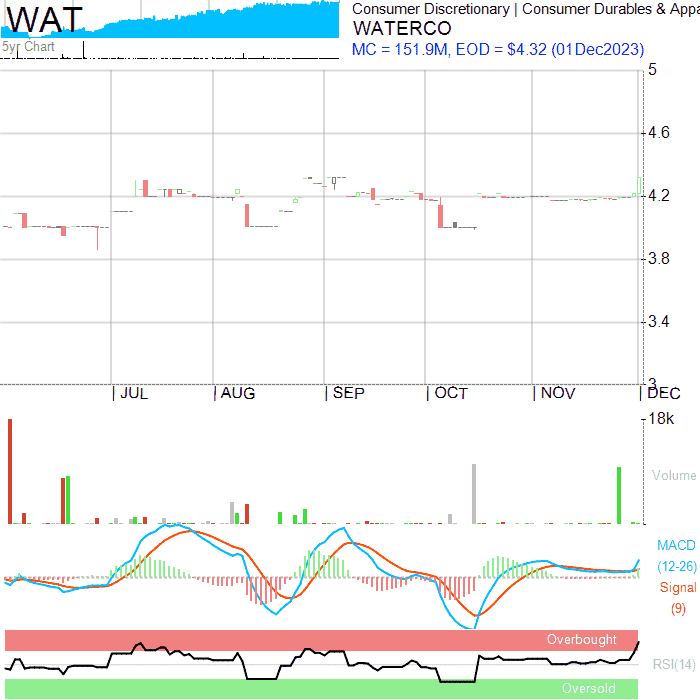 WAT
5yr Chart
Consumer Discretionary | Consumer Durables & Appa
WATERCO
MC = 151.9M, EOD = $4.32 (01Dec2023)
5
4.6
4.2
3.8
3.4
3
| JUL | AUG | SEP | OCT | NOV | DEC
18k
Volume
MACD
(12-26)
Signal
(9)
Overbought
RSI(14)
Oversold